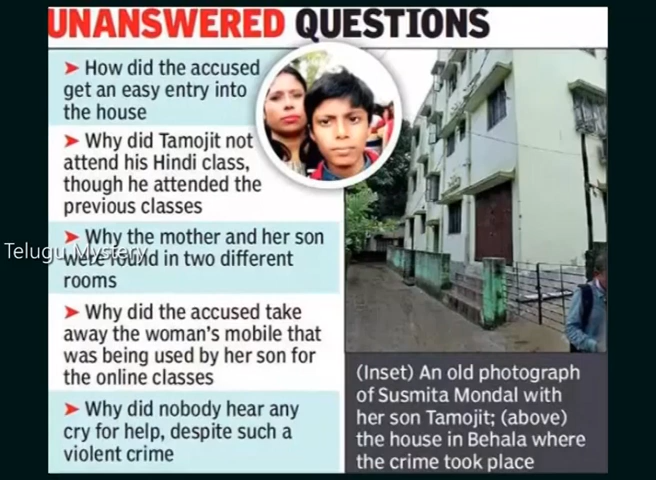 UNANSWERED QUESTIONS
➤ How did the accused
get an easy entry into
the house
➤ Why did Tamojit not
attend his Hindi class,
though he attended the
previous classes
➤ Why the mother and her son
were found in two different
rooms
➤ Why did the accused take
away the woman's mobile that
was being used by her son for
the online classes
➤ Why did nobody hear any
cry for help, despite such a
violent crime
Telugu Mystery
(Inset) An old photograph
of Susmita Mondal with
her son Tamojit; (above)
the house in Behala where
the crime took place